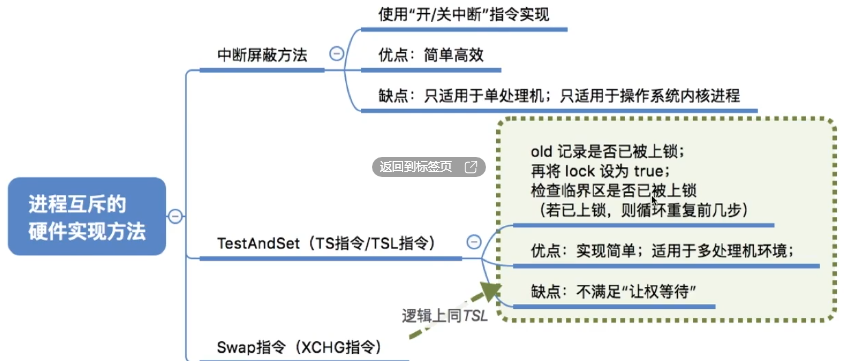 使用“开/关中断”指令实现
中断屏蔽方法
优点：简单高效
缺点：只适用于单处理机；只适用于操作系统内核进程
返回到标签页
old 记录是否已被上锁；
再将 lock 设为 true；
检查临界区是否已被上锁
（若已上锁，则循环重复前几步）
进程互斥的
硬件实现方法
TestAndSet（TS指令/TSL指令）
优点：实现简单；适用于多处理机环境；
缺点：不满足“让权等待”
逻辑上同TSL
Swap指令（XCHG指令）